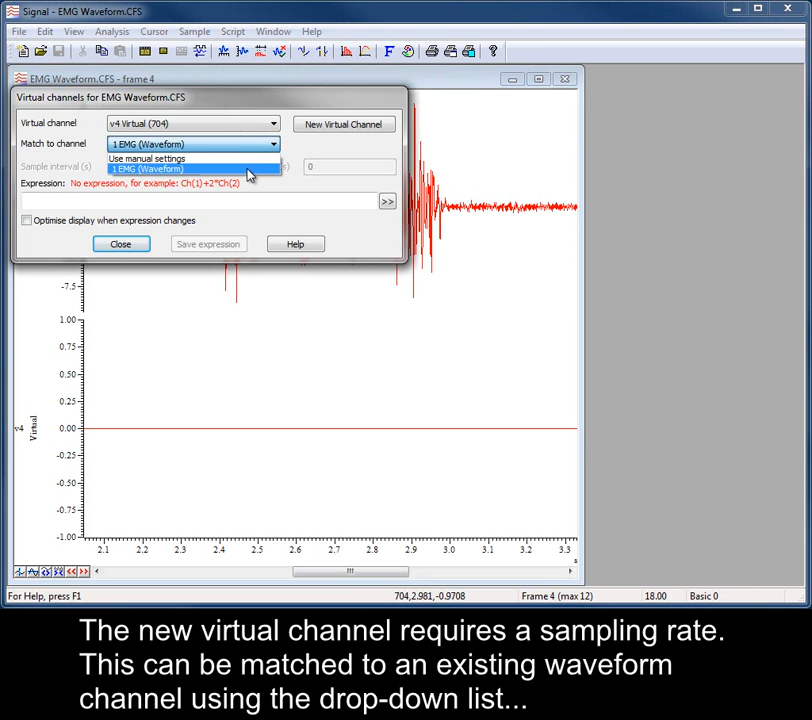 Signal - EMG Waveform.CFS
File Edit View Analysis Cursor Sample Script Window Help
EMG Waveform.CFS - frame 4
Virtual channels for EMG Waveform.CFS
Virtual channel v4 Virtual (704) New Virtual Channel
Match to channel 1 EMG (Waveform)
Use manual settings
Sample interval (s) 1 EMG (Waveform) s) 0
Expression: No expression, for example: Ch(1)+2*Ch(2)
>>
Optimise display when expression changes
Close Save expression Help
-7.5
1.00
0.75
0.50
0.25
v4 Virtual 0.00
-0.25
-0.50
-0.75
-1.00
2.1 2.2 2.3 2.4 2.5 2.6 2.7 2.8 2.9 3.0 3.1 3.2 3.3
s
For Help, press F1 704,2.981,-0.9708 Frame 4 (max 12) 18.00 Basic 0
The new virtual channel requires a sampling rate.
This can be matched to an existing waveform
channel using the drop-down list...